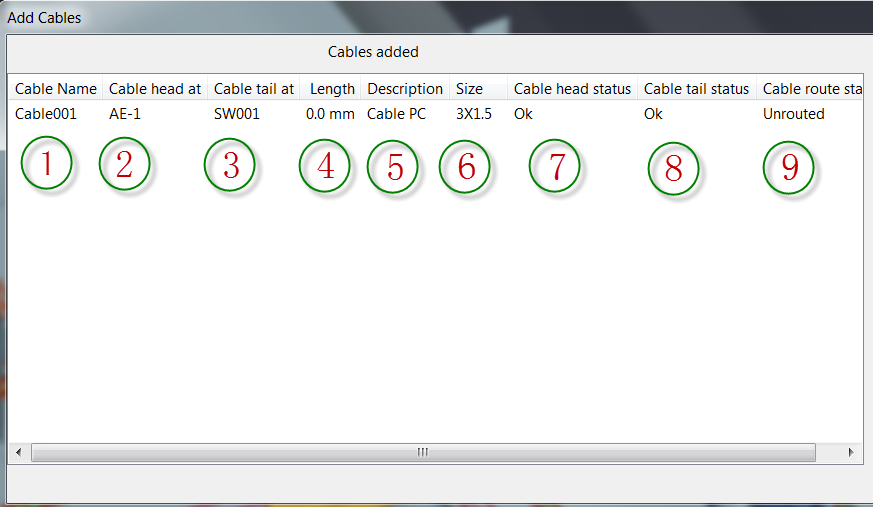 Add Cables
Cables added
Cable Name Cable head at Cable tail at Length Description Size Cable head status Cable tail status Cable route sta
Cable001 AE-1 SW001 0.0 mm Cable PC 3X1.5 Ok Ok Unrouted
1 2 3 4 5 6 7 8 9